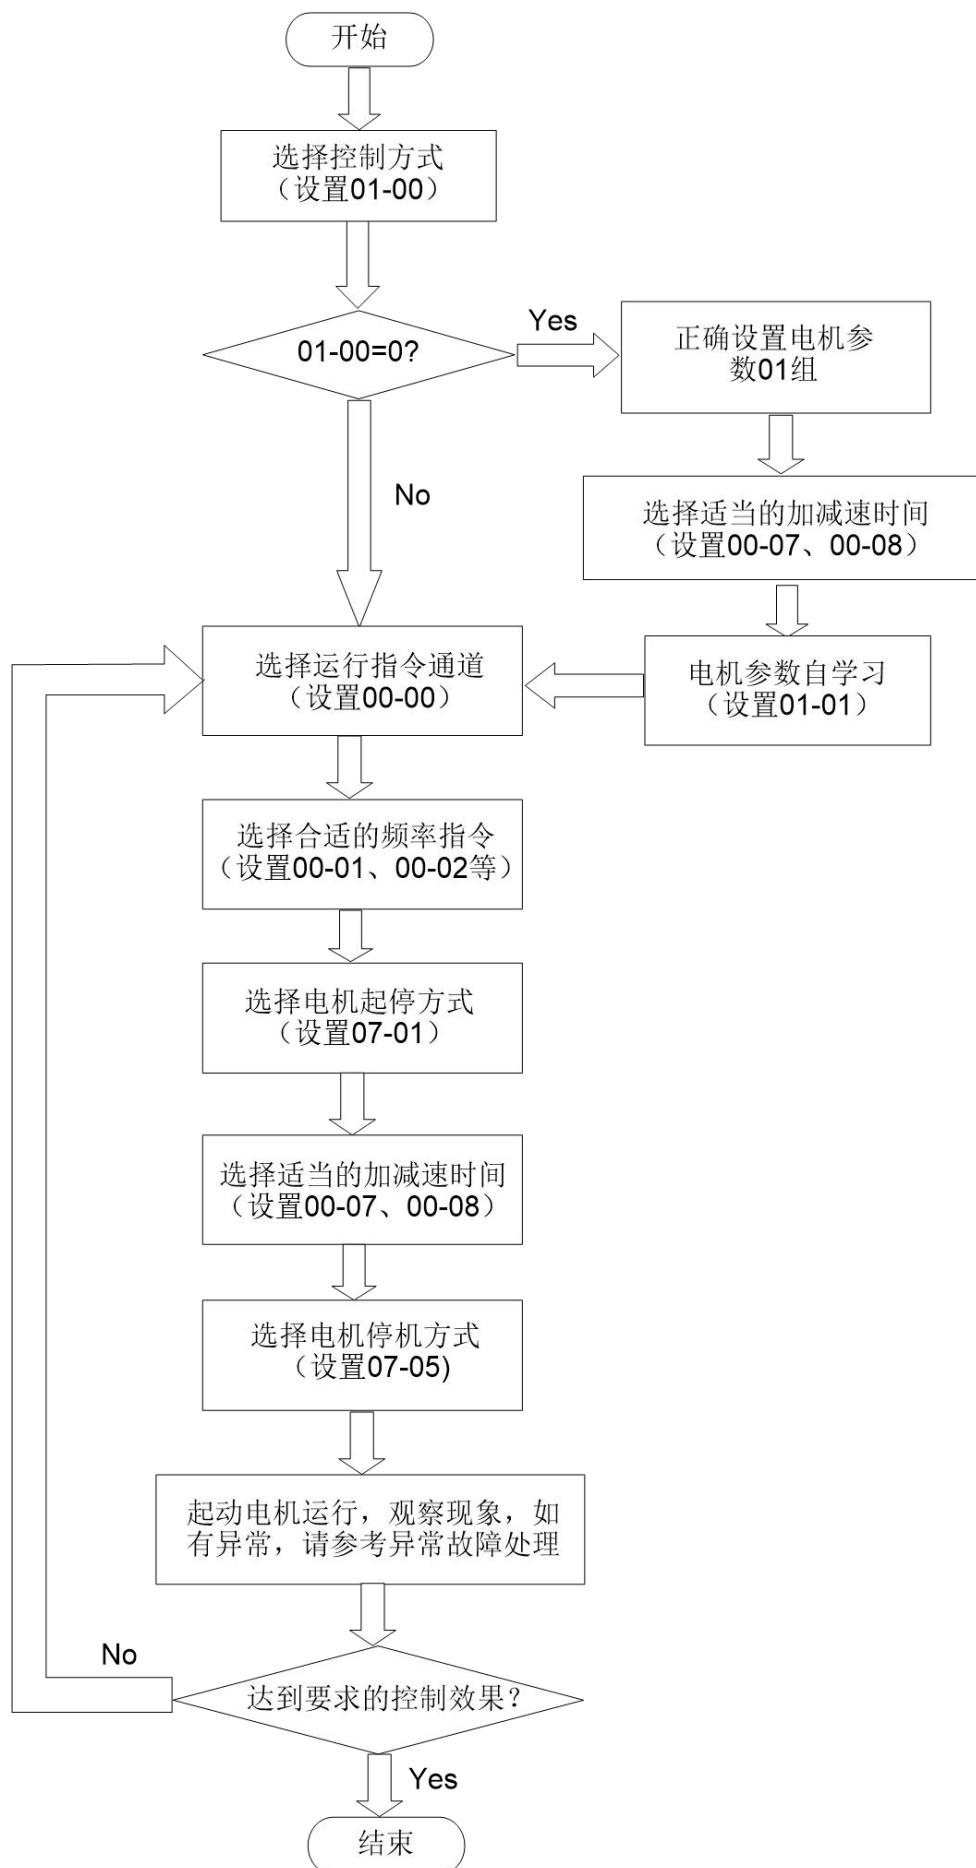 开始
选择控制方式
（设置01-00）
01-00=0?
Yes
正确设置电机参
数01组
No
选择适当的加减速时间
（设置00-07、00-08）
选择运行指令通道
（设置00-00）
电机参数自学习
（设置01-01）
选择合适的频率指令
（设置00-01、00-02等）
选择电机起停方式
（设置07-01）
选择适当的加减速时间
（设置00-07、00-08）
选择电机停机方式
（设置07-05)
起动电机运行，观察现象，如
有异常，请参考异常故障处理
No
达到要求的控制效果？
Yes
结束